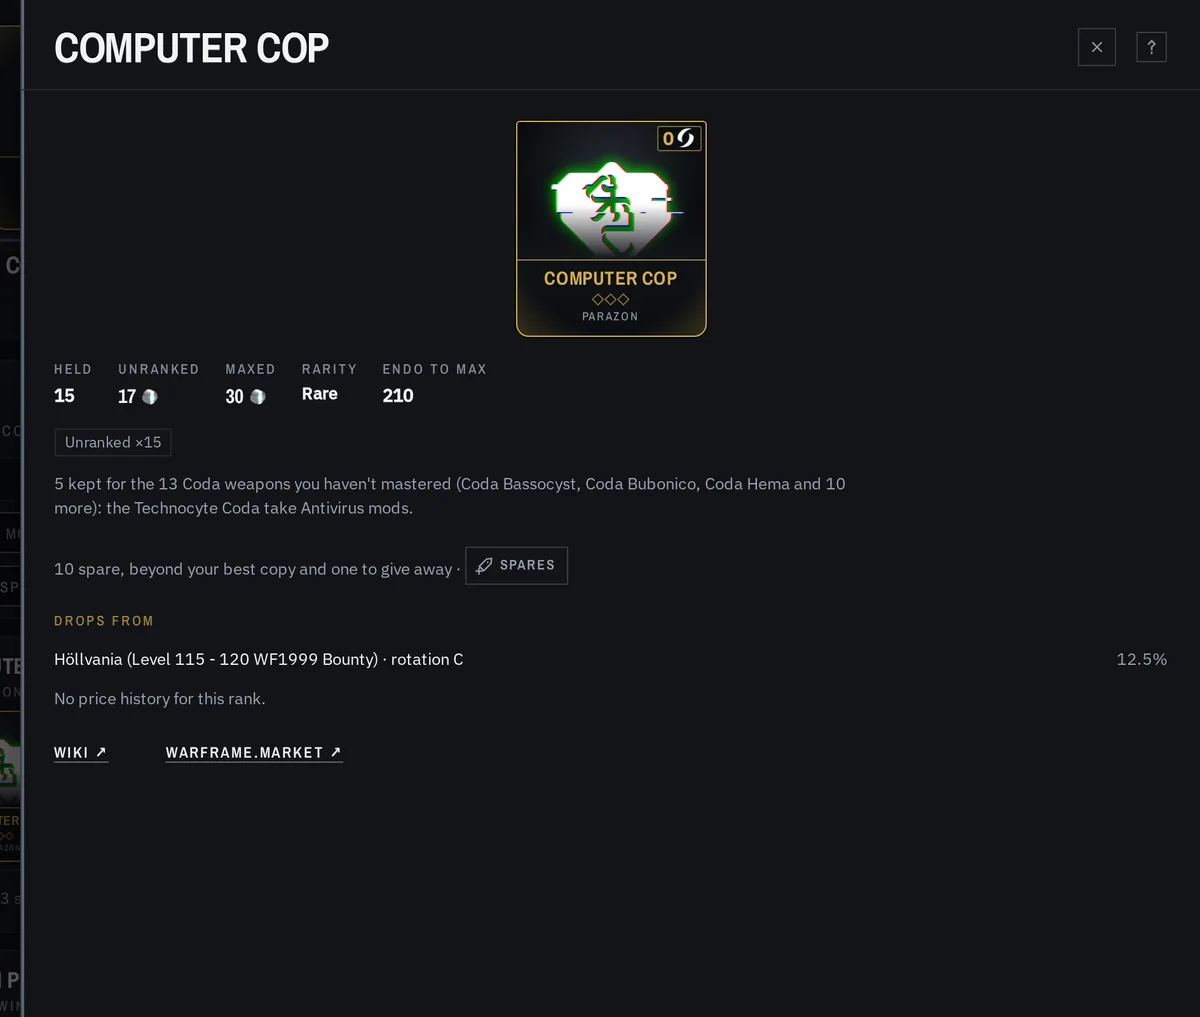 COMPUTER COP
?
0
COMPUTER COP
PARAZON
HELD UNRANKED MAXED RARITY ENDO TO MAX
15 17 30 Rare 210
Unranked ×15
5 kept for the 13 Coda weapons you haven't mastered (Coda Bassocyst, Coda Bubonico, Coda Hema and 10
more): the Technocyte Coda take Antivirus mods.
10 spare, beyond your best copy and one to give away · SPARES
DROPS FROM
Höllvania (Level 115 - 120 WF1999 Bounty) · rotation C 12.5%
No price history for this rank.
WIKI ↗ WARFRAME.MARKET ↗